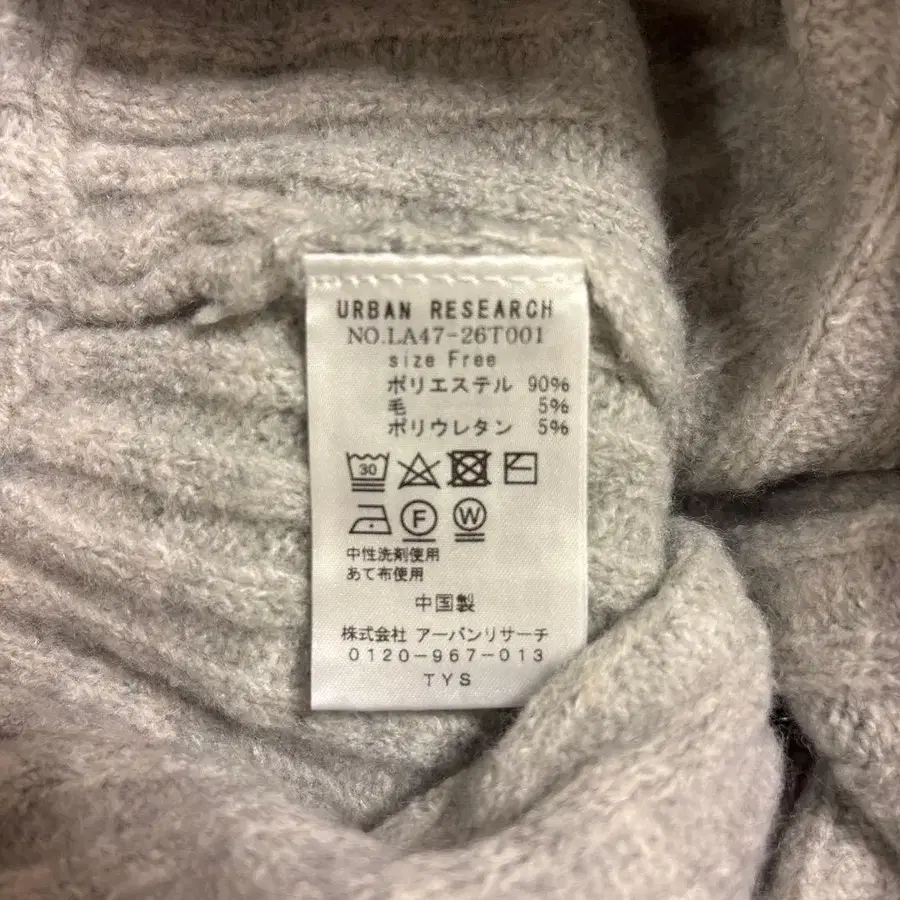 URBAN RESEARCH
NO.LA47-26T001
size Free
ポリエステル 90%
毛 5%
ポリウレタン 5%
30
F W
中性洗剤使用
あて布使用
中国製
株式会社 アーバンリサーチ
0120-967-013
TYS